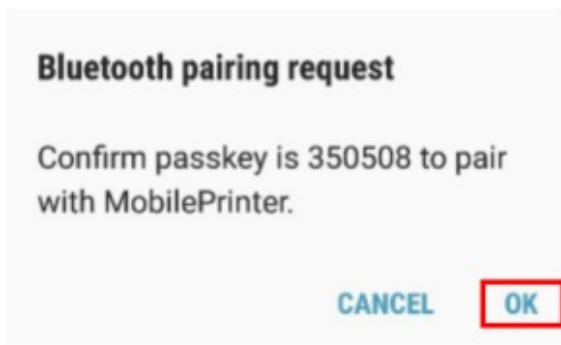 Bluetooth pairing request
Confirm passkey is 350508 to pair
with MobilePrinter.
CANCEL OK